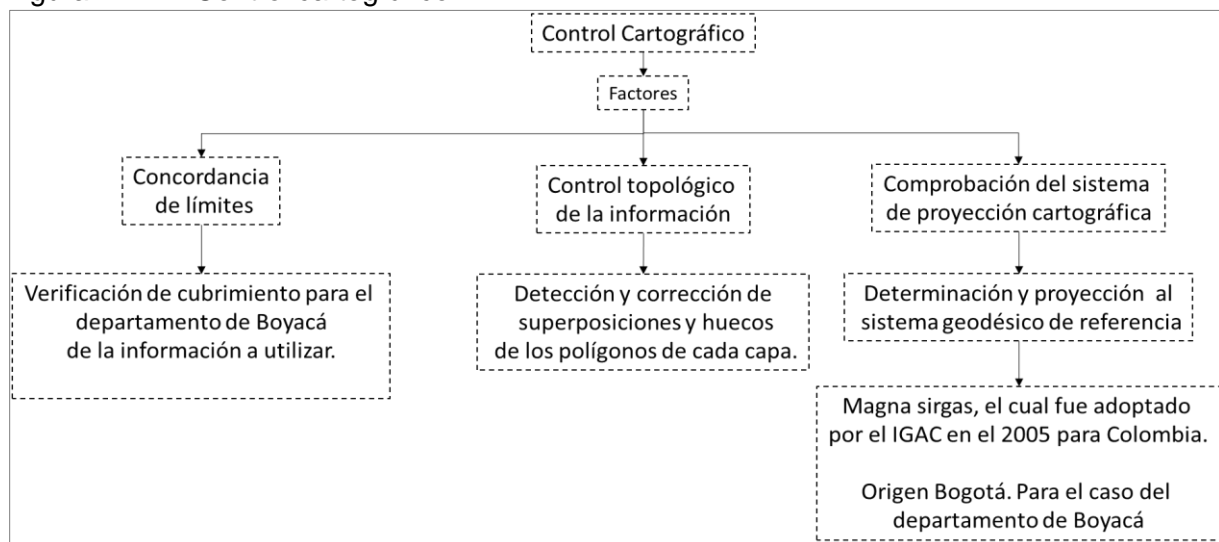 Control Cartográfico
Factores
Concordancia
de límites
Control topológico
de la información
Comprobación del sistema
de proyección cartográfica
Verificación de cubrimiento para el
departamento de Boyacá
de la información a utilizar.
Detección y corrección de
superposiciones y huecos
de los polígonos de cada capa.
Determinación y proyección al
sistema geodésico de referencia
Magna sirgas, el cual fue adoptado
por el IGAC en el 2005 para Colombia.
Origen Bogotá. Para el caso del
departamento de Boyacá